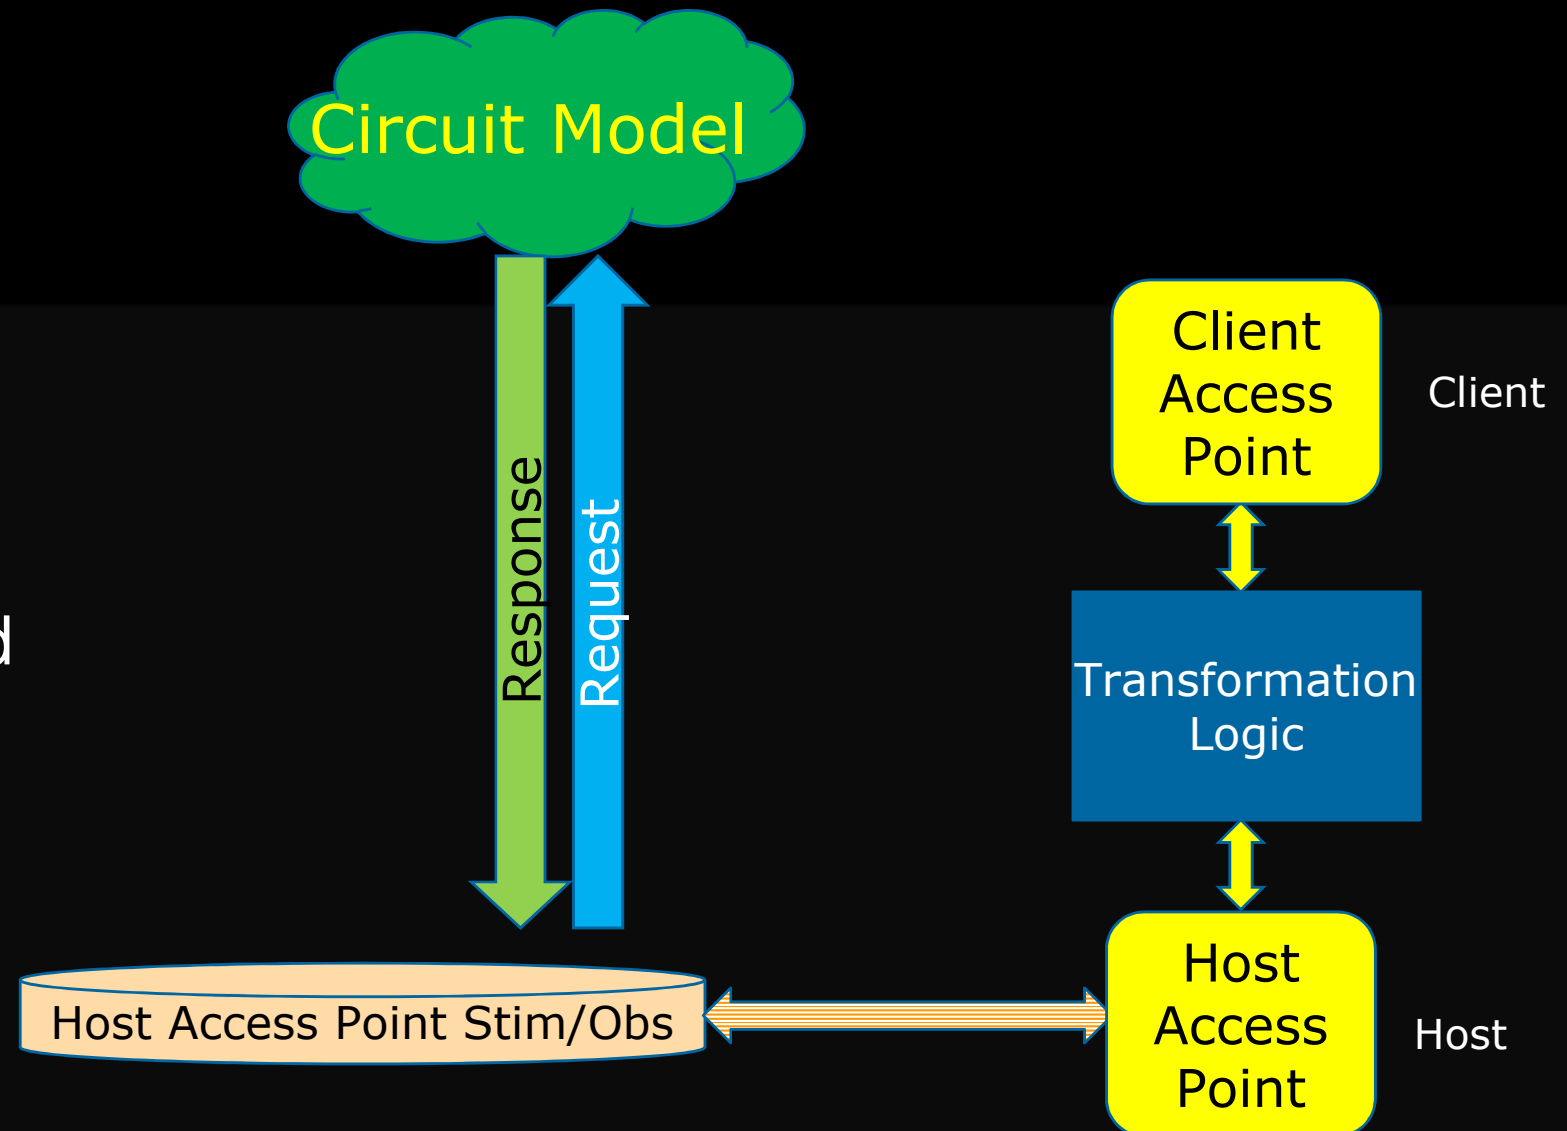 Circuit Model
Client
Access
Point
Client
Response
Request
d
Transformation
Logic
Host Access Point Stim/Obs
Host
Access
Point
Host